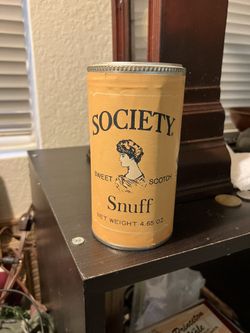 SOCIETY
SWEET SCOTCH
Snuff
NET WEIGHT 4.65 OZ.